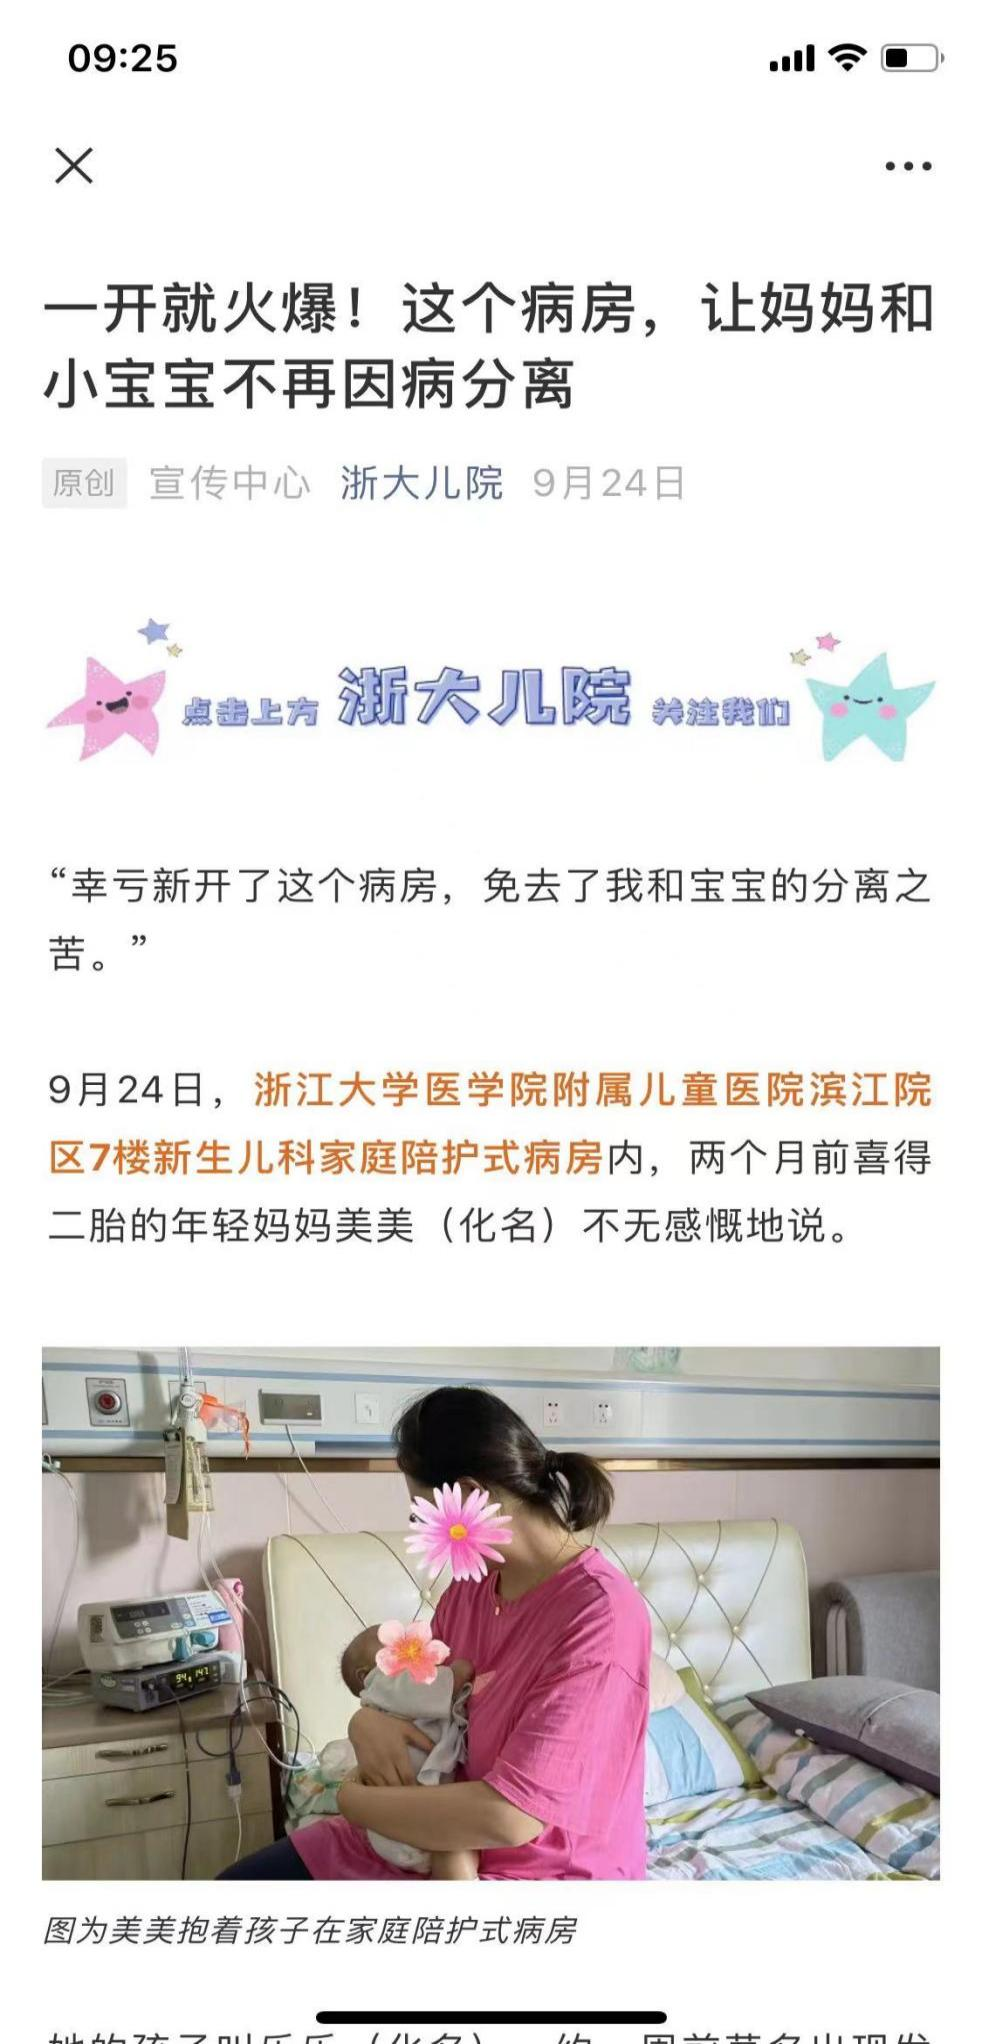 09:25
一开就火爆！这个病房，让妈妈和
小宝宝不再因病分离
原创 宣传中心 浙大儿院 9月24日
点击上方 浙大儿院 关注我们
“幸亏新开了这个病房，免去了我和宝宝的分离之
苦。”
9月24日，浙江大学医学院附属儿童医院滨江院
区7楼新生儿科家庭陪护式病房内，两个月前喜得
二胎的年轻妈妈美美（化名）不无感慨地说。
94 147
图为美美抱着孩子在家庭陪护式病房